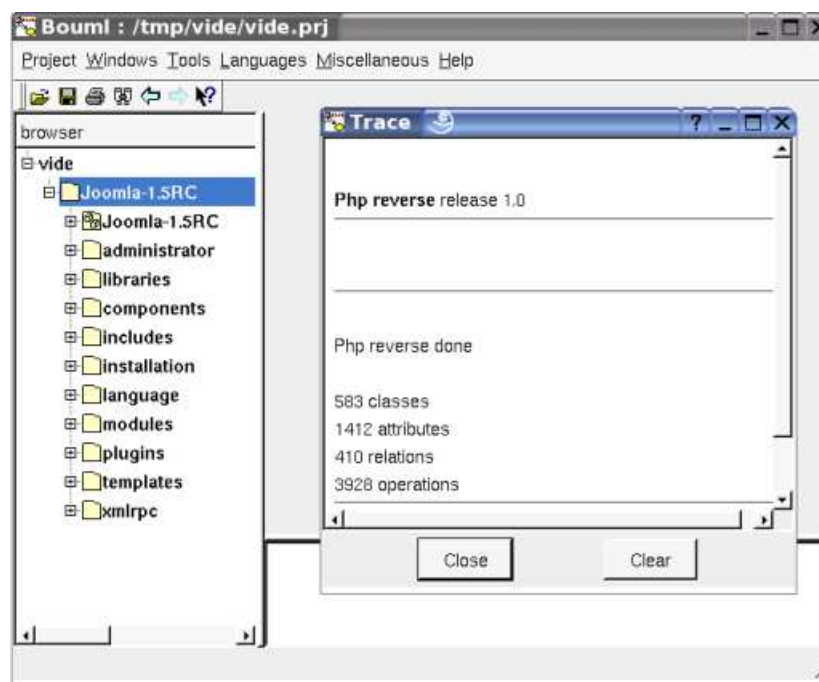 Bouml : /tmp/vide/vide.prj
Project Windows Tools Languages Miscellaneous Help
browser
vide
Joomla-1.5RC
Joomla-1.5RC
administrator
libraries
components
includes
installation
language
modules
plugins
templates
xmlrpc
Trace
Php reverse release 1.0
Php reverse done
583 classes
1412 attributes
410 relations
3928 operations
Close
Clear